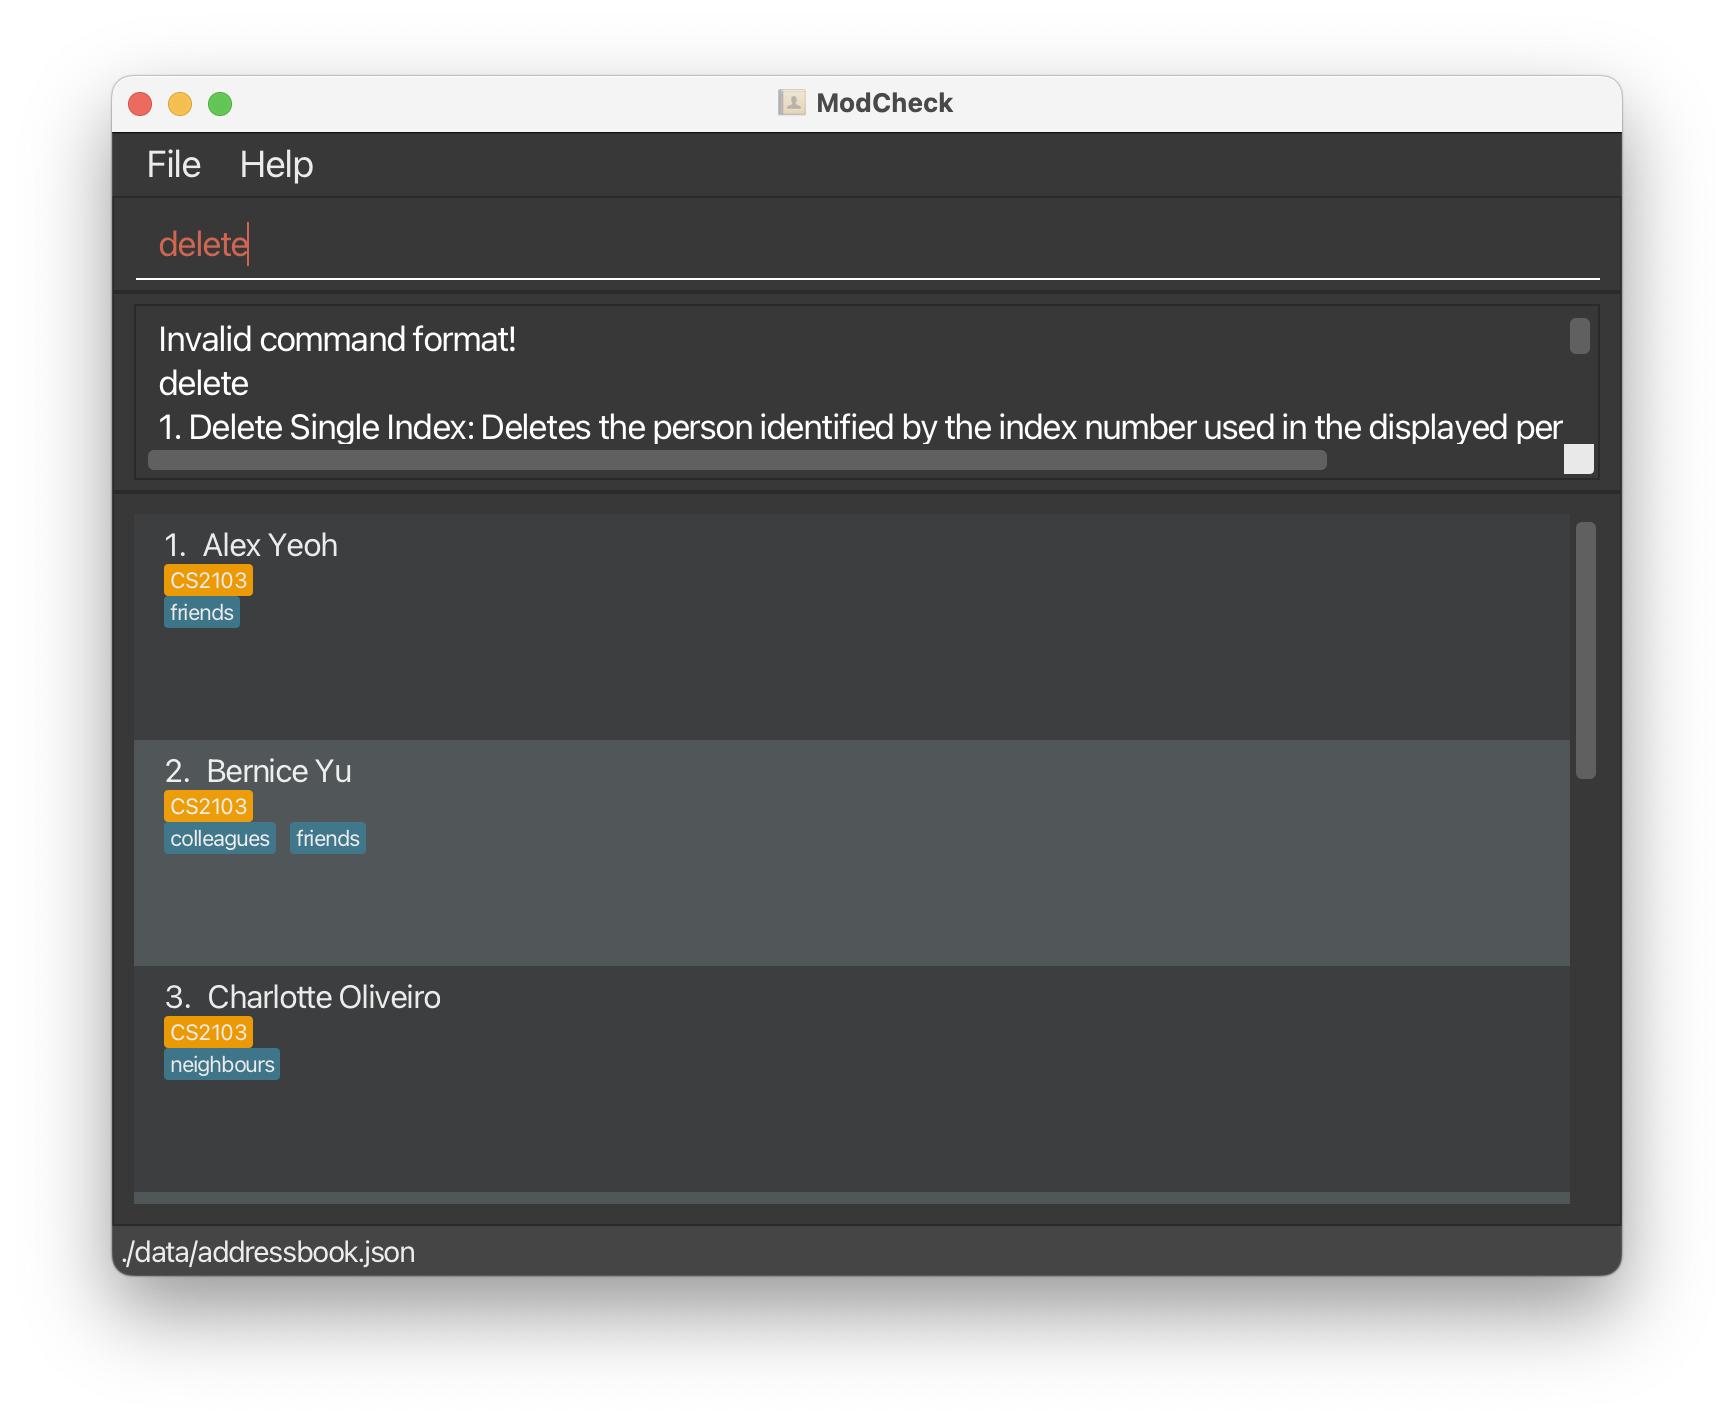 ModCheck
File Help
delete
Invalid command format!
delete
1. Delete Single Index: Deletes the person identified by the index number used in the displayed per
1. Alex Yeoh
CS2103
friends
2. Bernice Yu
CS2103
colleagues friends
3. Charlotte Oliveiro
CS2103
neighbours
./data/addressbook.json